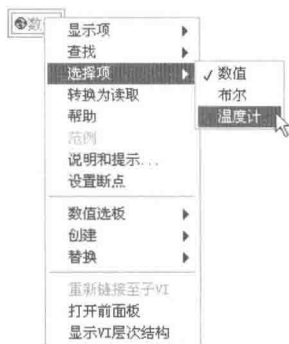 数
显示项
查找
选择项
转换为读取
帮助
范例
说明和提示...
设置断点
数值选板
创建
替换
重新链接至子VI
打开前面板
显示VI层次结构
✓ 数值
布尔
温度计